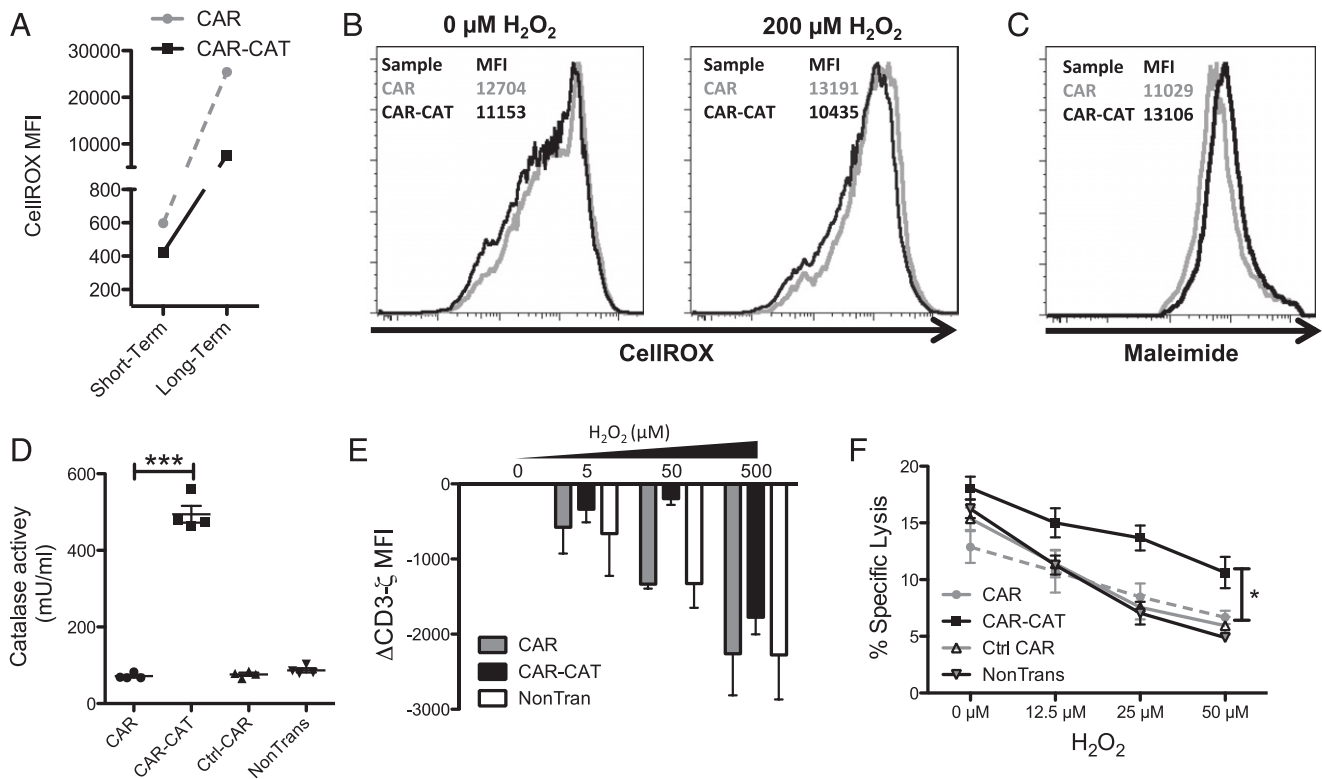 A
CAR
CAR-CAT
CellROX MFI
30000
20000
10000
800
600
400
200
Short-Term
Long-Term
B
0 µM H₂O₂
Sample MFI
CAR 12704
CAR-CAT 11153
200 µM H₂O₂
Sample MFI
CAR 13191
CAR-CAT 10435
CellROX
C
Sample MFI
CAR 11029
CAR-CAT 13106
Maleimide
D
Catalase activey
(mU/ml)
600
400
200
0
***
CAR
CAR-CAT
Ctrl-CAR
NonTrans
E
H₂O₂ (µM)
0 5 50 500
ΔCD3-ζ MFI
0
-1000
-2000
-3000
CAR
CAR-CAT
NonTran
F
% Specific Lysis
20
15
10
5
0
CAR
CAR-CAT
Ctrl CAR
NonTrans
*
0 µM 12.5 µM 25 µM 50 µM
H₂O₂